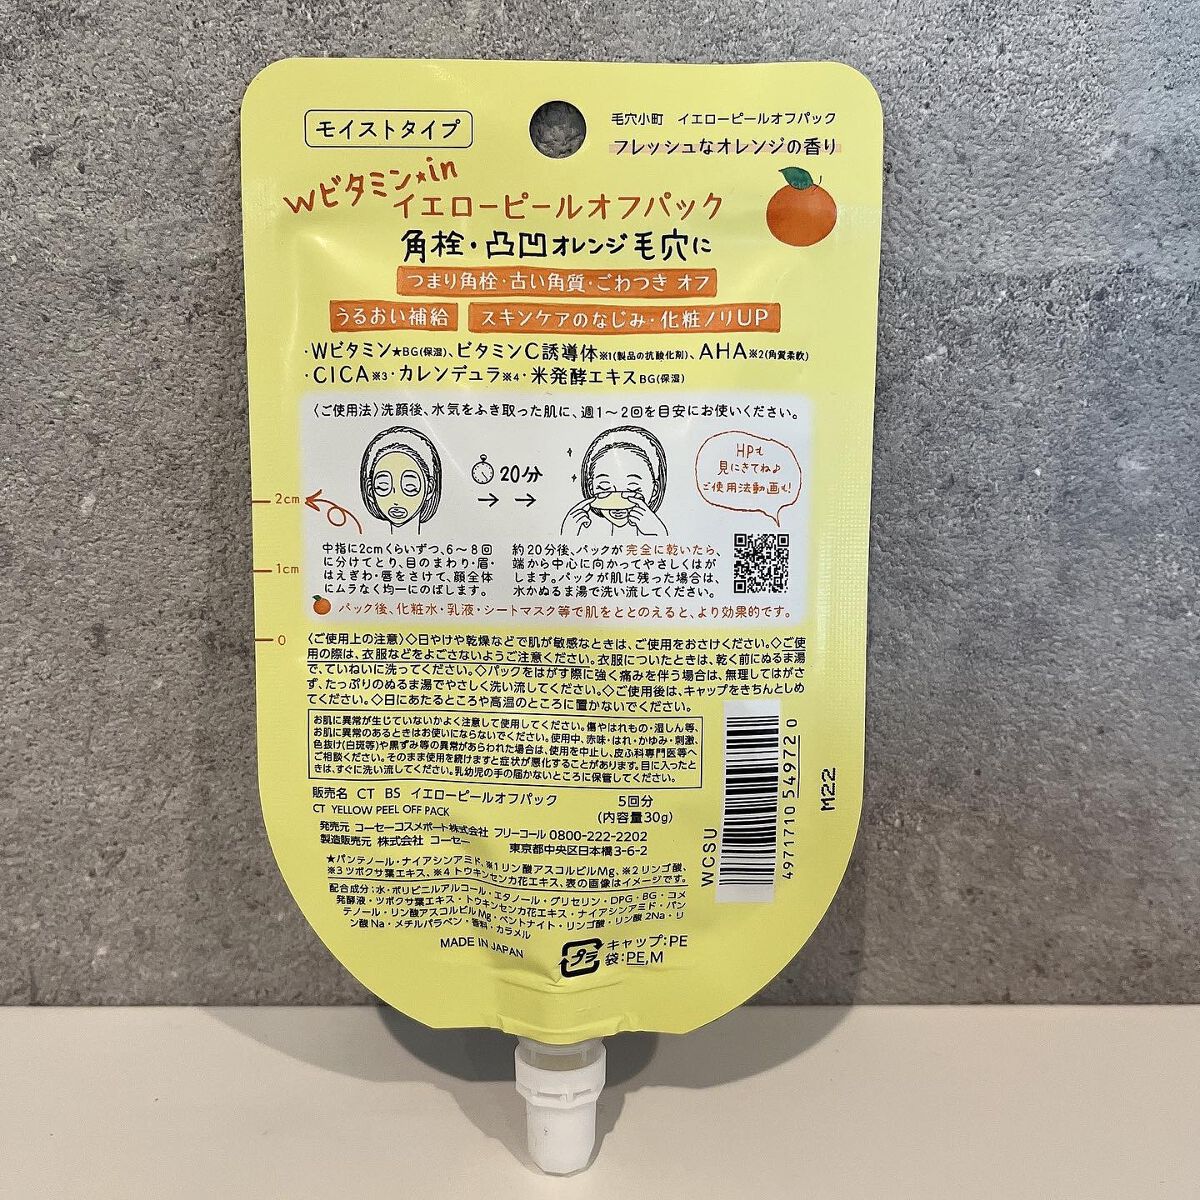 モイストタイプ
毛穴小町 イエローピールオフパック
フレッシュなオレンジの香り
Wビタミン★in
イエローピールオフパック
角栓・凸凹オレンジ毛穴に
つまり角栓・古い角質・ごわつき オフ
うるおい補給 スキンケアのなじみ・化粧ノリUP
・Wビタミン★BG(保湿)、ビタミンC誘導体※1(製品の抗酸化剤)、AHA※2(角質柔軟)
・CICA※3・カレンデュラ※4・米発酵エキスBG(保湿)
〈ご使用法〉洗顔後、水気をふき取った肌に、週1〜2回を目安にお使いください。
20分
HPも
見にきてね♪
ご使用法動画も!
2cm
1cm
0
中指に2cmくらいずつ、6〜8回
に分けてとり、目のまわり・眉・
はえぎわ・唇をさけて、顔全体
にムラなく均一にのばします。
約20分後、パックが完全に乾いたら、
端から中心に向かってやさしくはが
します。パックが肌に残った場合は、
水かぬるま湯で洗い流してください。
パック後、化粧水・乳液・シートマスク等で肌をととのえると、より効果的です。
〈ご使用上の注意〉◇日やけや乾燥などで肌が敏感なときは、ご使用をおさけください。◇ご使
用の際は、衣服などをよごさないようご注意ください。衣服についたときは、乾く前にぬるま湯
で、ていねいに洗ってください。◇パックをはがす際に強く痛みを伴う場合は、無理してはがさ
ず、たっぷりのぬるま湯でやさしく洗い流してください。◇ご使用後は、キャップをきちんとしめ
てください。◇日にあたるところや高温のところに置かないでください。
お肌に異常が生じていないかよく注意して使用してください。傷やはれもの・湿しん等、
お肌に異常のあるときはお使いにならないでください。使用中、赤味・はれ・かゆみ・刺激、
色抜け(白斑等)や黒ずみ等の異常があらわれた場合は、使用を中止し、皮ふ科専門医等へ
ご相談ください。そのまま使用を続けますと症状が悪化することがあります。目に入ったと
きは、すぐに洗い流してください。乳幼児の手の届かないところに保管してください。
販売名 CT BS イエローピールオフパック
CT YELLOW PEEL OFF PACK
5回分
(内容量30g)
発売元 コーセーコスメポート株式会社 フリーコール 0800-222-2202
製造販売元 株式会社 コーセー 東京都中央区日本橋3-6-2
★パンテノール・ナイアシンアミド、※1リン酸アスコルビルMg、※2リンゴ酸、
※3ツボクサ葉エキス、※4トウキンセンカ花エキス、表の画像はイメージです。
配合成分:水・ポリビニルアルコール・エタノール・グリセリン・DPG・BG・コメ
発酵液・ツボクサ葉エキス・トウキンセンカ花エキス・ナイアシンアミド・パン
テノール・リン酸アスコルビルMg・ベントナイト・リンゴ酸・リン酸2Na・リ
ン酸Na・メチルパラベン・香料・カラメル
MADE IN JAPAN
プラ
キャップ:PE
袋:PE,M
WCSU
4971710549720
M22